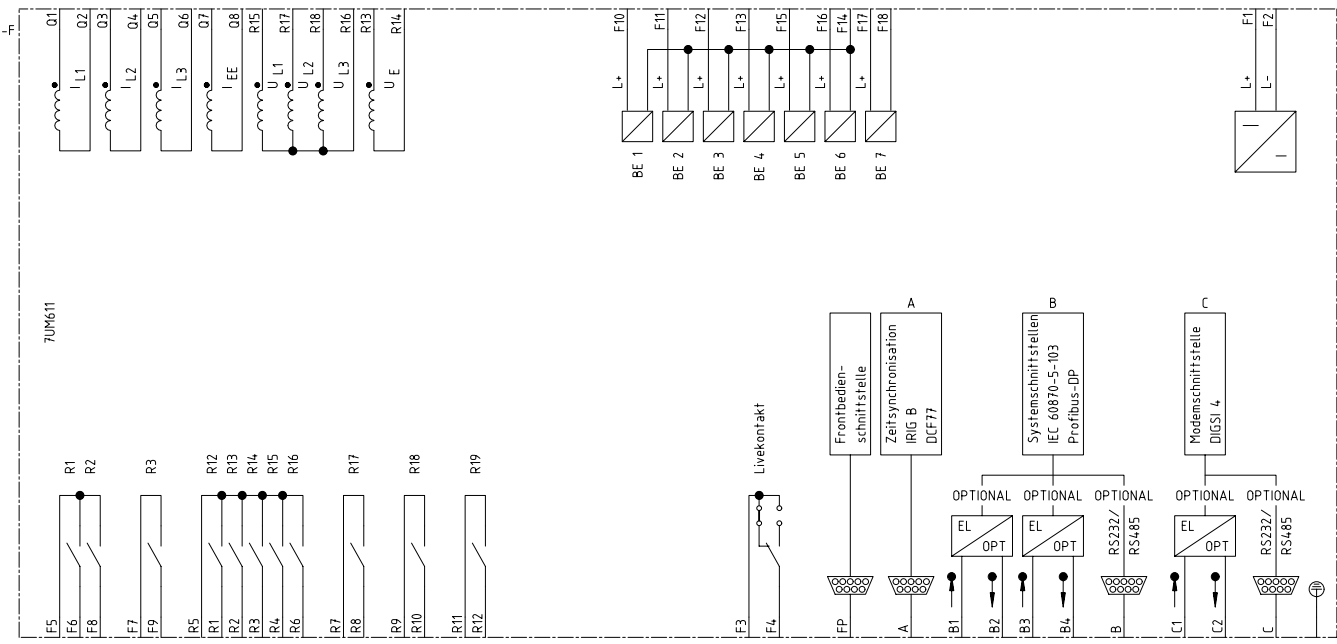 -F
Q1
Q2
Q3
Q4
Q5
Q6
Q7
Q8
R15
R17
R18
R16
R13
R14
I L1
I L2
I L3
I EE
U L1
U L2
U L3
U E
F10
F11
F12
F13
F15
F16
F14
F17
F18
L+
L+
L+
L+
L+
L+
L+
BE 1
BE 2
BE 3
BE 4
BE 5
BE 6
BE 7
F1
F2
L+
L-
7UM611
A
B
C
Frontbedien-
schnittstelle
Zeitsynchronisation
IRIG B
DCF77
Systemschnittstellen
IEC 60870-5-103
Profibus-DP
Modemschnittstelle
DIGSI 4
R1
R2
R3
R12
R13
R14
R15
R16
R17
R18
R19
Livekontakt
OPTIONAL
OPTIONAL
OPTIONAL
OPTIONAL
OPTIONAL
EL
OPT
EL
OPT
RS232/
RS485
EL
OPT
RS232/
RS485
F5
F6
F8
F7
F9
R5
R1
R2
R3
R4
R6
R7
R8
R9
R10
R11
R12
F3
F4
FP
A
B1
B2
B3
B4
B
C1
C2
C